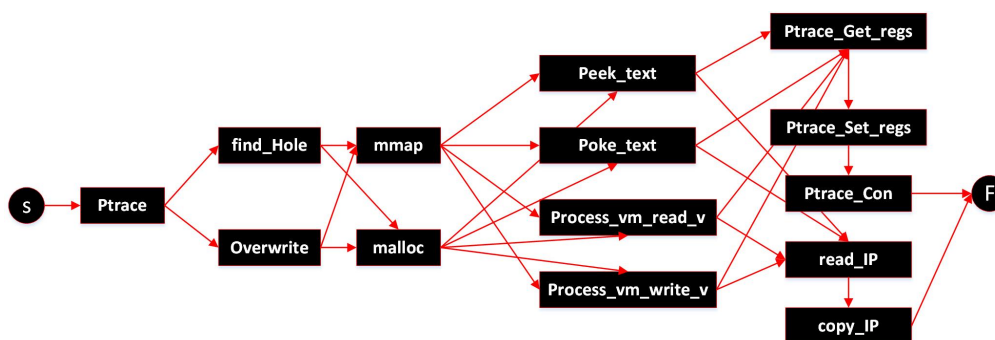 S
Ptrace
find_Hole
Overwrite
mmap
malloc
Peek_text
Poke_text
Process_vm_read_v
Process_vm_write_v
Ptrace_Get_regs
Ptrace_Set_regs
Ptrace_Con
read_IP
copy_IP
F